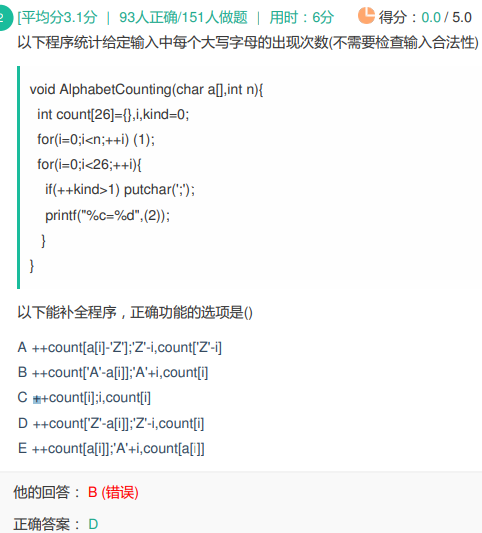 2 [平均分3.1分 | 93人正确/151人做题 | 用时：6分 得分：0.0 / 5.0
以下程序统计给定输入中每个大写字母的出现次数(不需要检查输入合法性)
void AlphabetCounting(char a[],int n){
int count[26]={},i,kind=0;
for(i=0;i<n;++i) (1);
for(i=0;i<26;++i){
if(++kind>1) putchar(';');
printf("%c=%d",(2));
}
}
以下能补全程序，正确功能的选项是()
A ++count[a[i]-'Z'];'Z'-i,count['Z'-i]
B ++count['A'-a[i]];'A'+i,count[i]
C ++count[i];i,count[i]
D ++count['Z'-a[i]];'Z'-i,count[i]
E ++count[a[i]];'A'+i,count[a[i]]
他的回答： B (错误)
正确答案： D